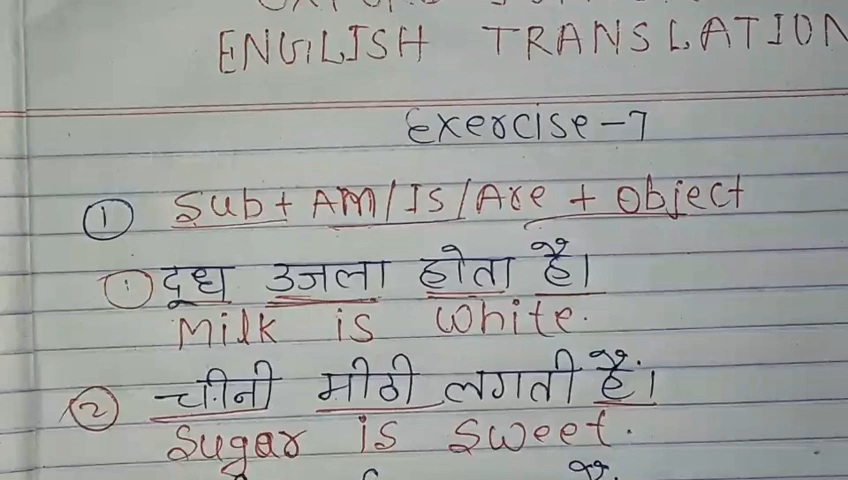 ENGLISH TRANSLATION
Exercise-7
① Sub + AM/IS/Are + Object
① दूध उजला होता है।
Milk is white.
② चीनी मीठी लगती हैं।
Sugar is sweet.